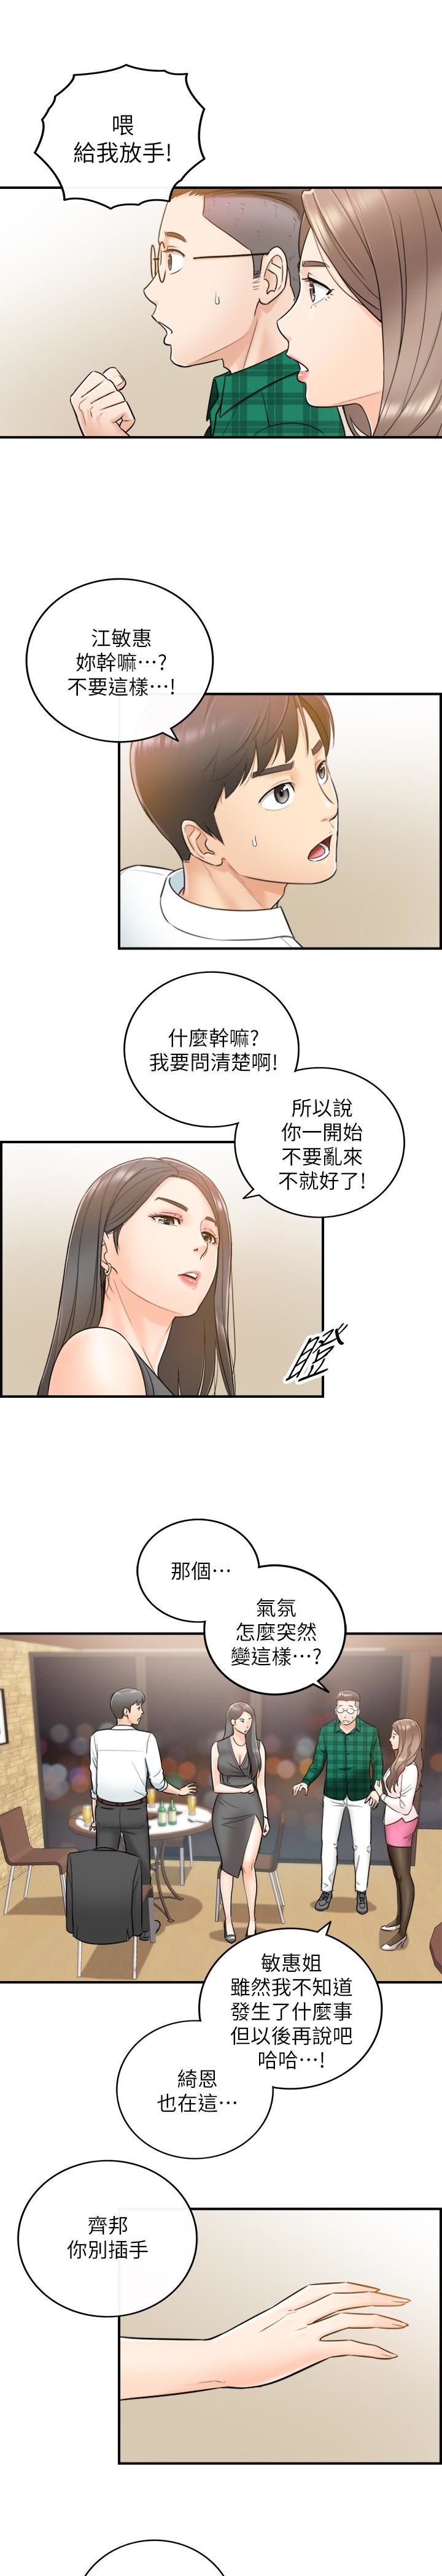 喂
給我放手!
江敏惠
妳幹嘛⋯?
不要這樣⋯!
什麼幹嘛?
我要問清楚啊!
所以說
你一開始
不要亂來
不就好了!
瞪
那個⋯
氣氛
怎麼突然
變這樣⋯?
敏惠姐
雖然我不知道
發生了什麼事
但以後再說吧
哈哈⋯!
綺恩
也在這⋯
齊邦
你別插手